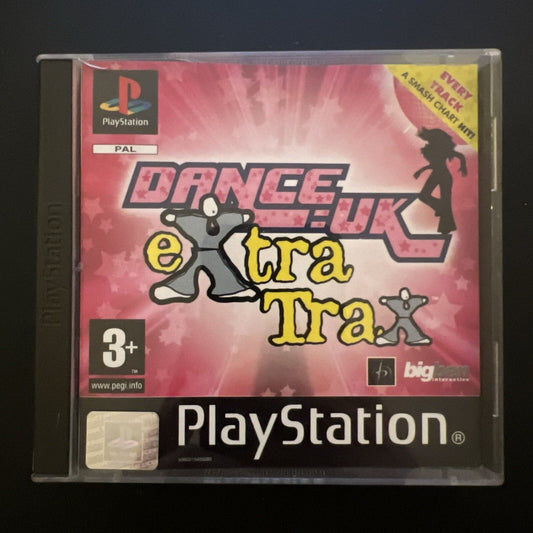 PlayStation
PAL
EVERY
TRACK
A SMASH CHART HIT!
DANCE:UK
eXtra
TraX
PlayStation
3+
TM
www.pegi.info
bigben
interactive
PlayStation®